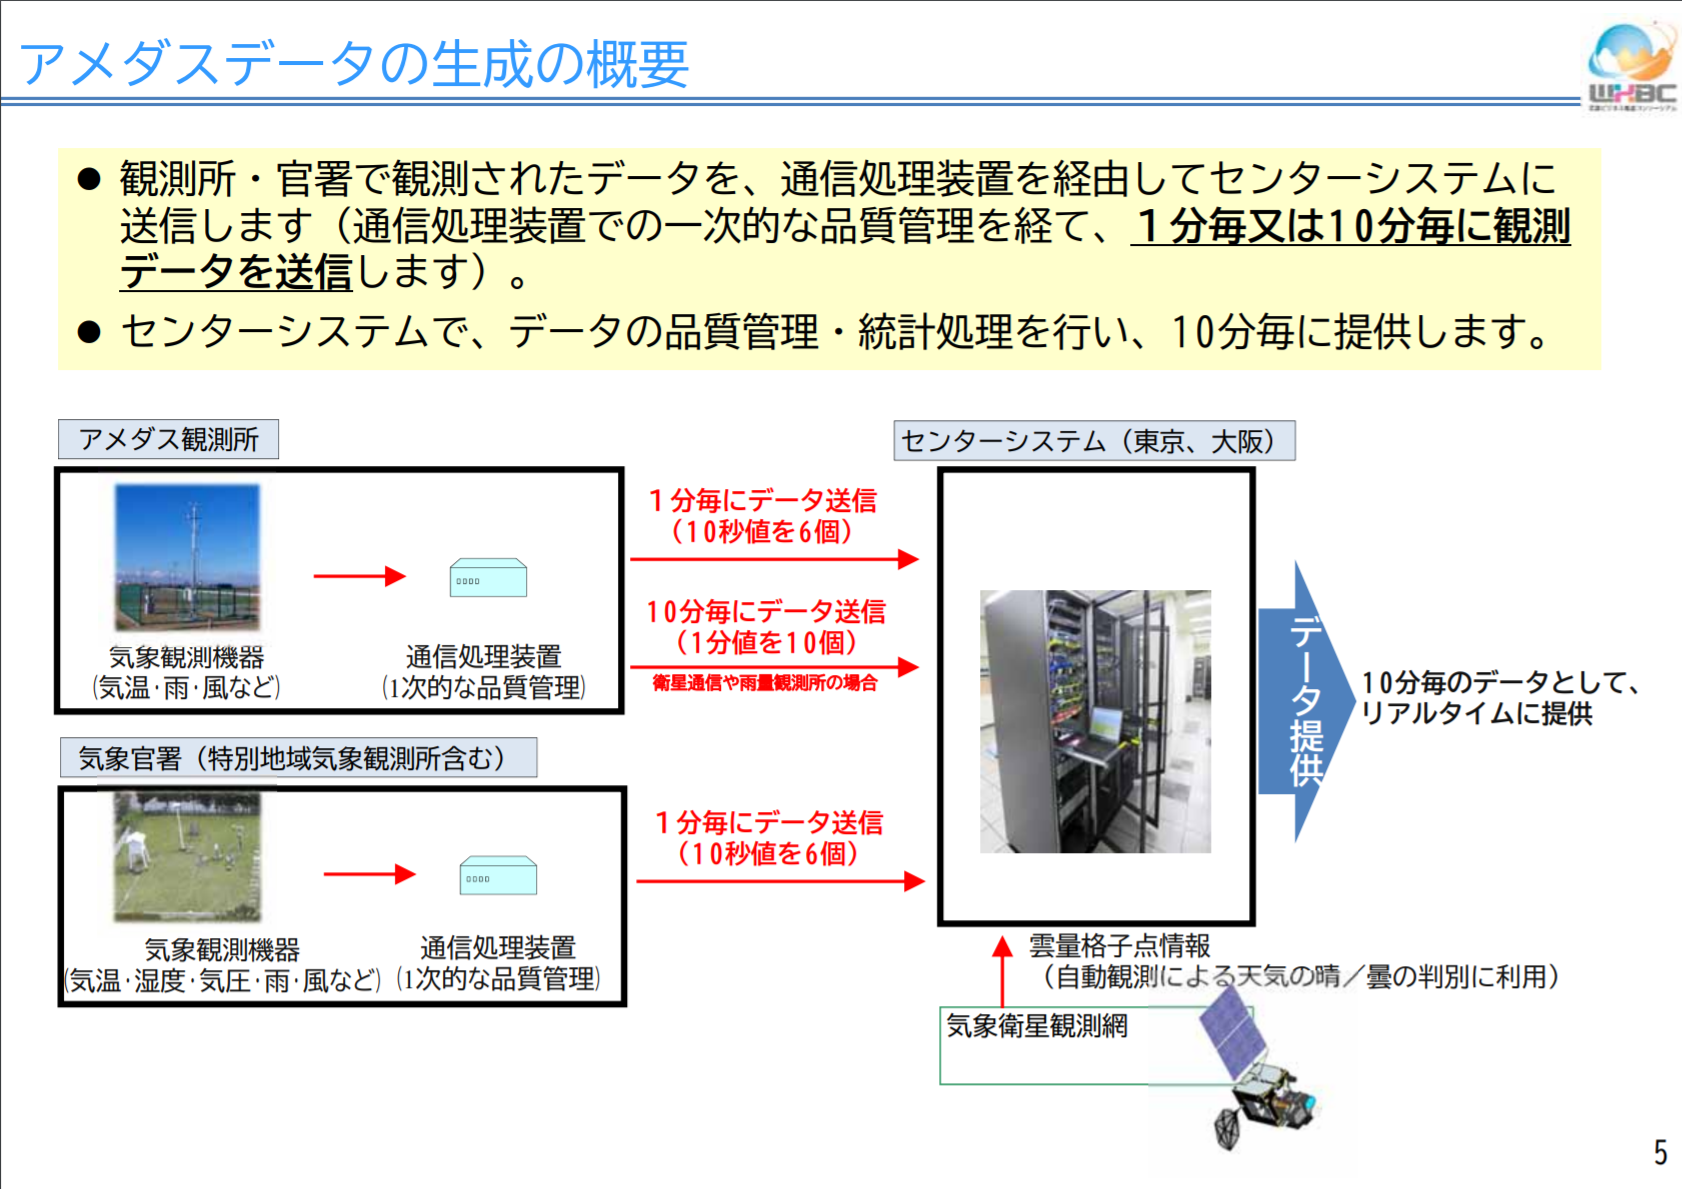 アメダスデータの生成の概要
WXBC
● 観測所・官署で観測されたデータを、通信処理装置を経由してセンターシステムに
送信します（通信処理装置での一次的な品質管理を経て、１分毎又は10分毎に観測
データを送信します）。
● センターシステムで、データの品質管理・統計処理を行い、10分毎に提供します。
アメダス観測所
気象観測機器
(気温･雨･風など)
通信処理装置
(1次的な品質管理)
１分毎にデータ送信
（10秒値を6個）
10分毎にデータ送信
（1分値を10個）
衛星通信や雨量観測所の場合
気象官署（特別地域気象観測所含む）
気象観測機器
(気温･湿度･気圧･雨･風など)
通信処理装置
(1次的な品質管理)
１分毎にデータ送信
（10秒値を6個）
センターシステム（東京、大阪）
データ提供
10分毎のデータとして、
リアルタイムに提供
雲量格子点情報
（自動観測による天気の晴／曇の判別に利用）
気象衛星観測網
5